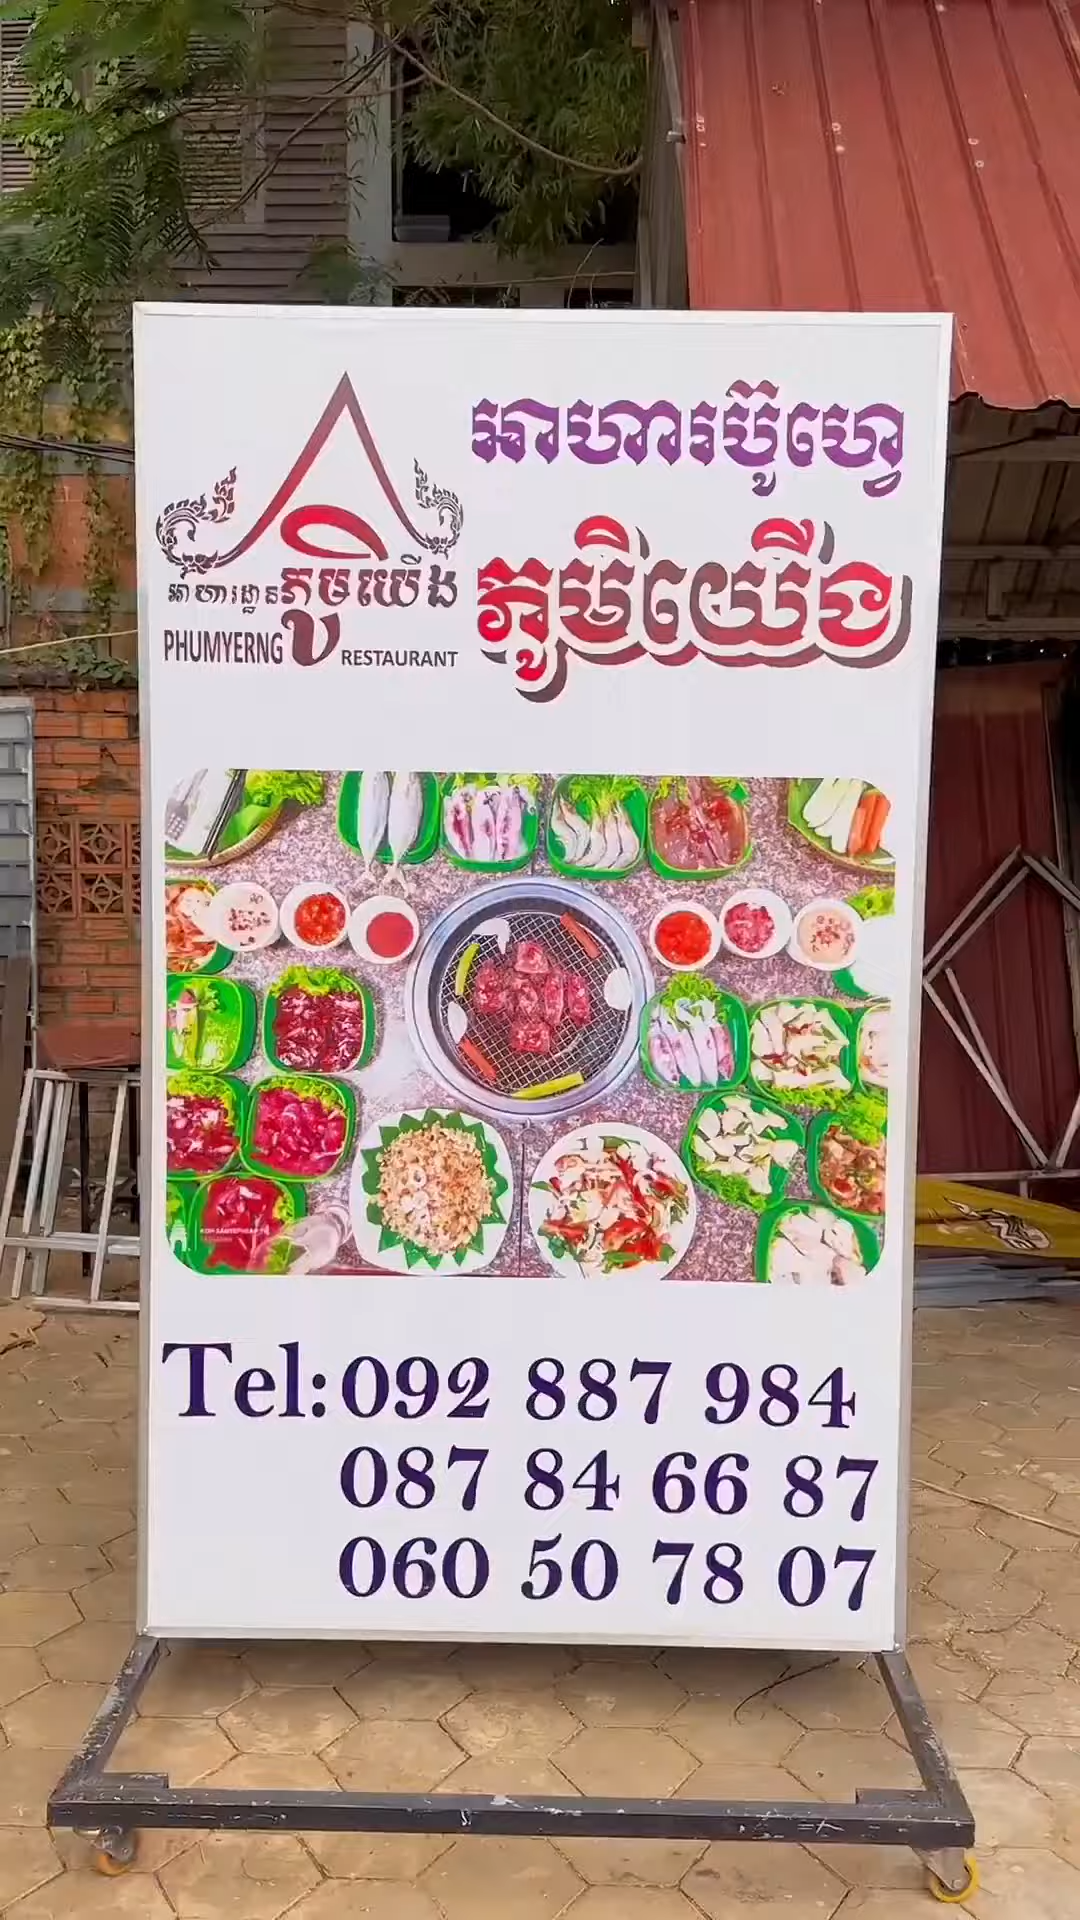 អាហារដ្ឋានភូមិយើង
PHUMYERNG RESTAURANT
អាហារប៊ូហ្វេ
ភូមិយើង
Tel: 092 887 984
087 84 66 87
060 50 78 07